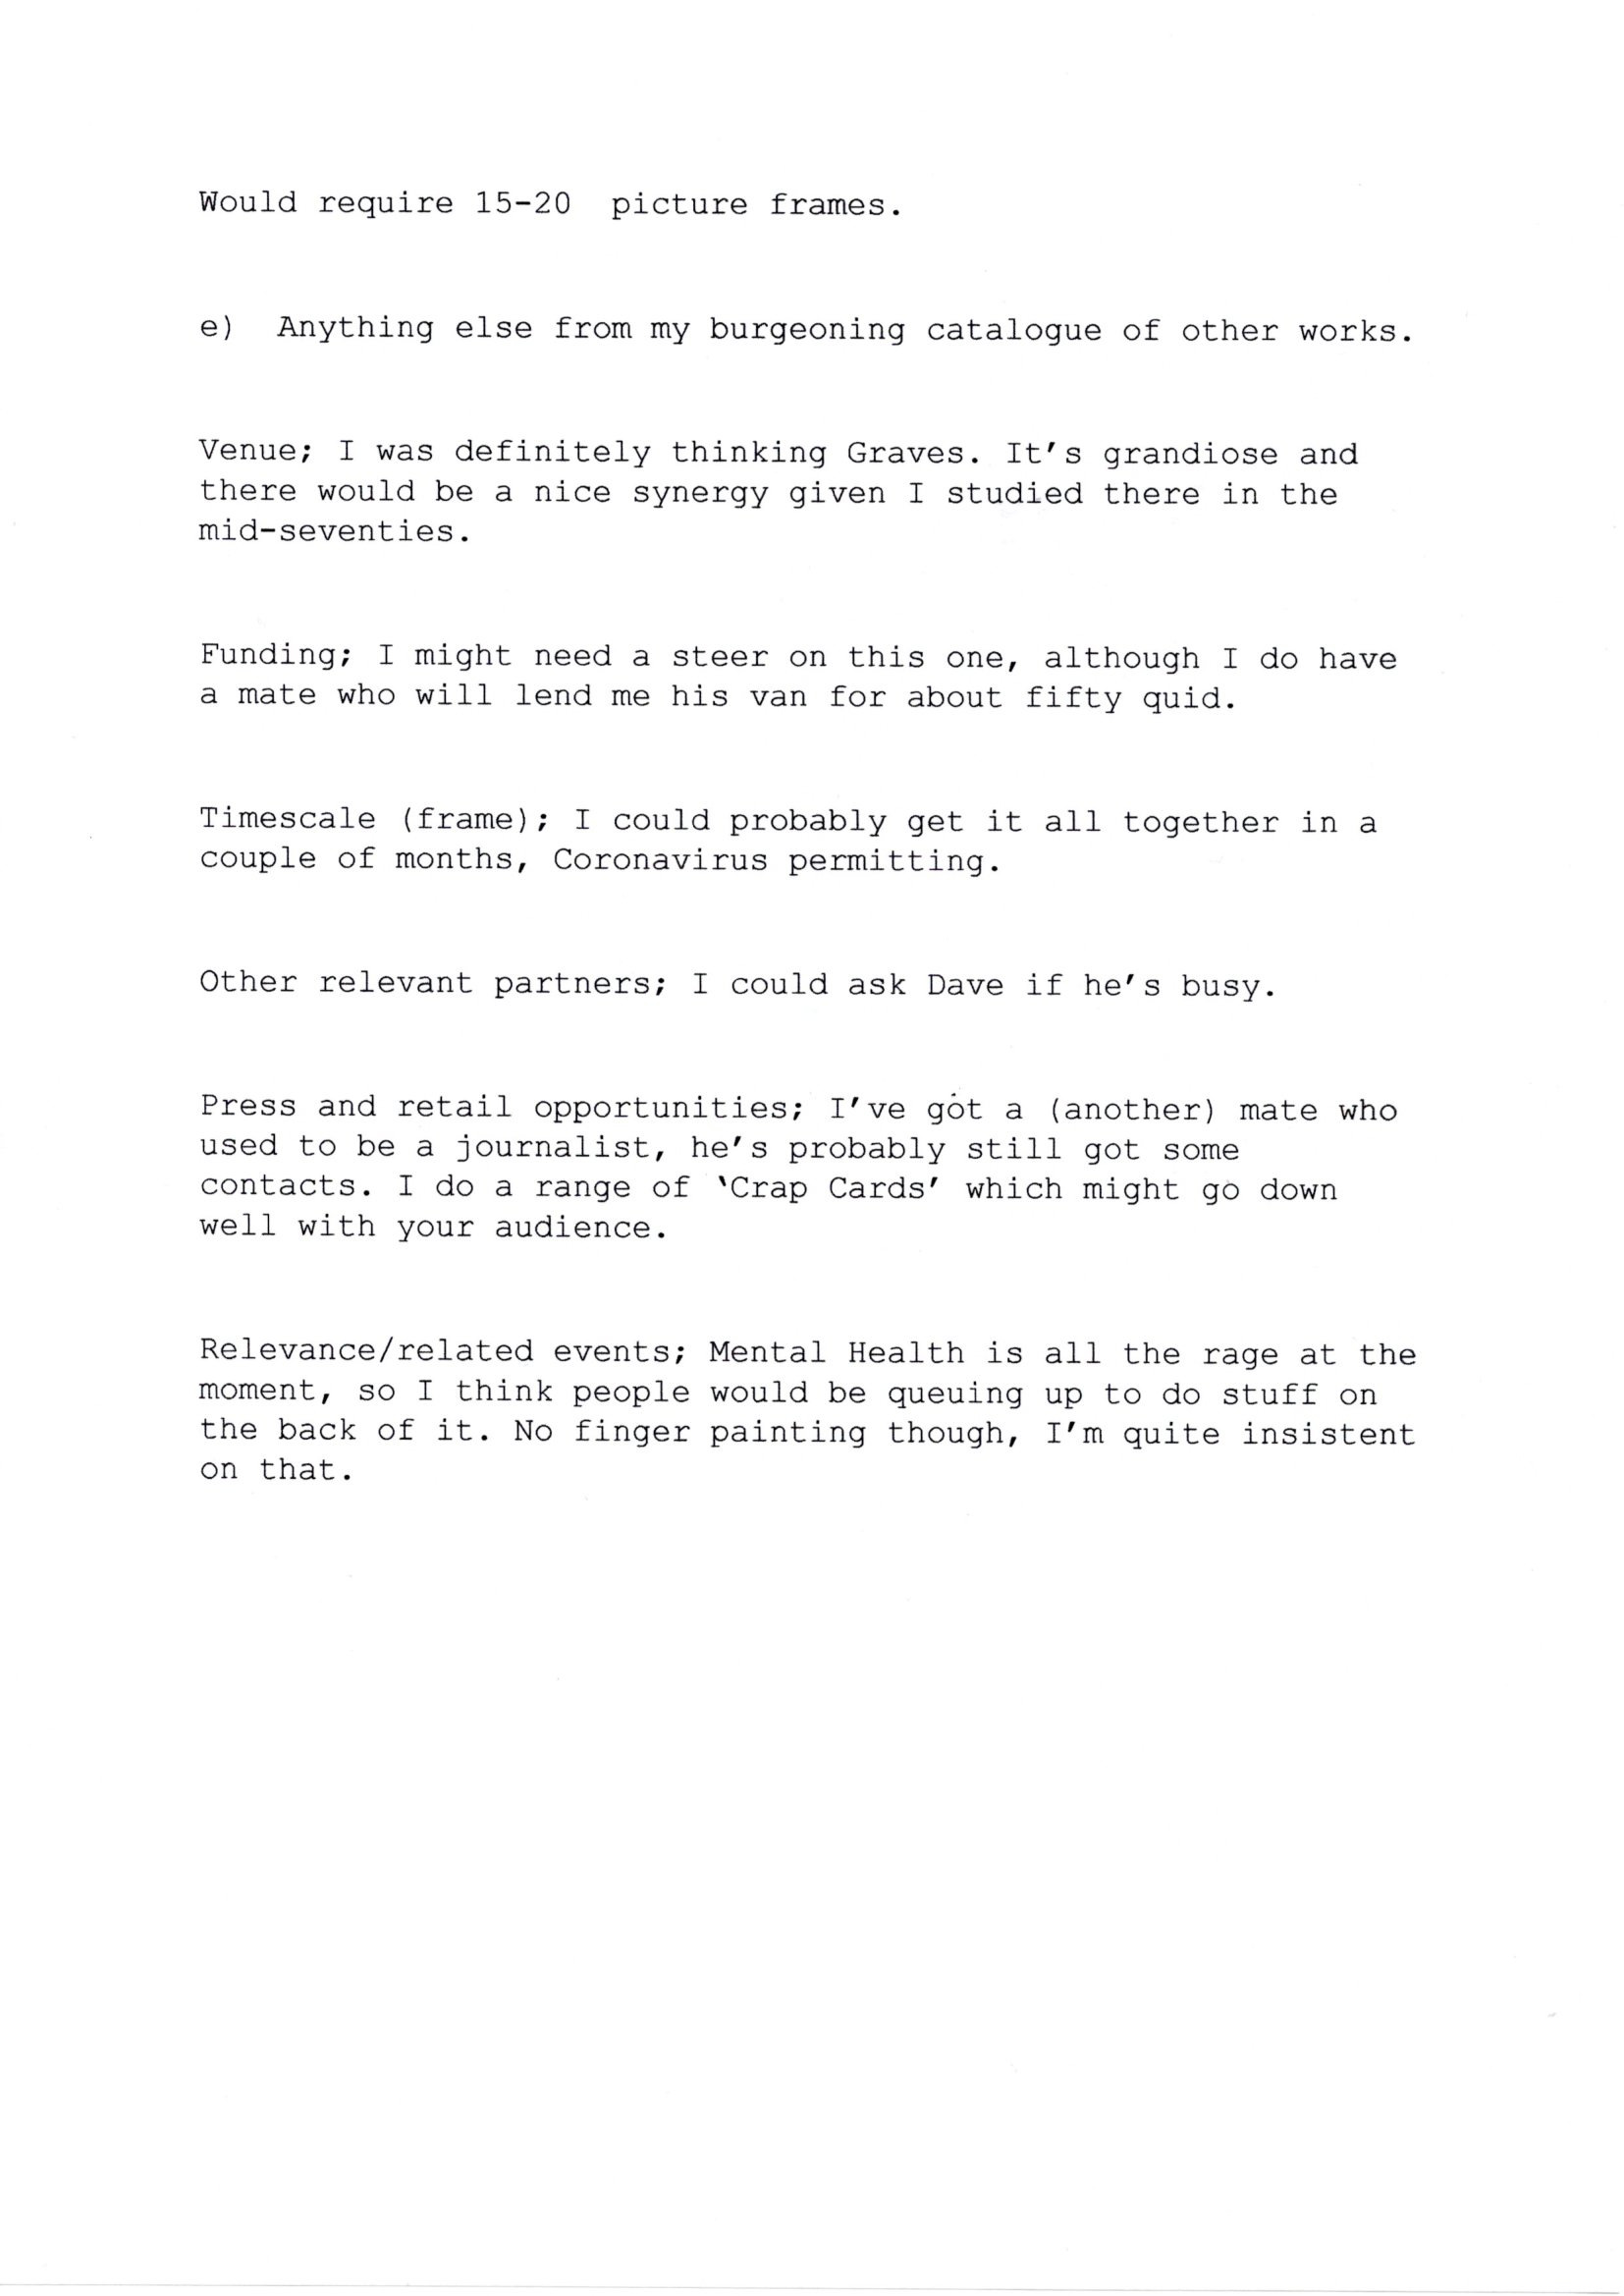 Would require 15-20  picture frames.
e)  Anything else from my burgeoning catalogue of other works.
Venue; I was definitely thinking Graves. It's grandiose and
there would be a nice synergy given I studied there in the
mid-seventies.
Funding; I might need a steer on this one, although I do have
a mate who will lend me his van for about fifty quid.
Timescale (frame); I could probably get it all together in a
couple of months, Coronavirus permitting.
Other relevant partners; I could ask Dave if he's busy.
Press and retail opportunities; I've got a (another) mate who
used to be a journalist, he's probably still got some
contacts. I do a range of ‘Crap Cards’ which might go down
well with your audience.
Relevance/related events; Mental Health is all the rage at the
moment, so I think people would be queuing up to do stuff on
the back of it. No finger painting though, I'm quite insistent
on that.